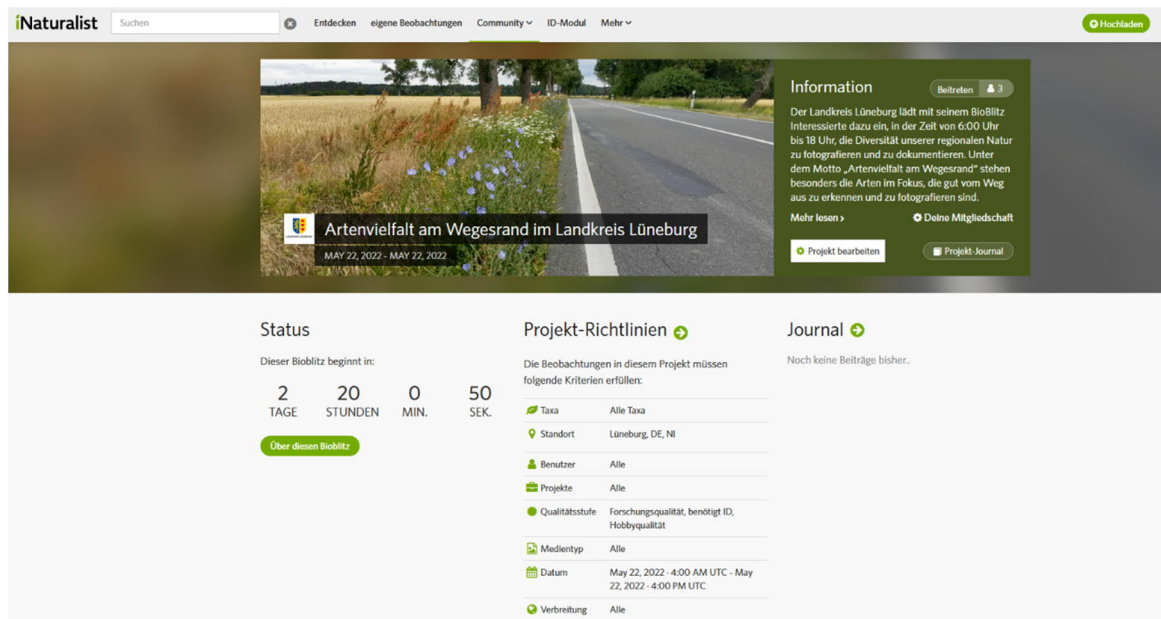 iNaturalist
Suchen
Entdecken
eigene Beobachtungen
Community
ID-Modul
Mehr
Hochladen
Artenvielfalt am Wegesrand im Landkreis Lüneburg
MAY 22, 2022 - MAY 22, 2022
Information
Beitreten 3
Der Landkreis Lüneburg lädt mit seinem BioBlitz
Interessierte dazu ein, in der Zeit von 6:00 Uhr
bis 18 Uhr, die Diversität unserer regionalen Natur
zu fotografieren und zu dokumentieren. Unter
dem Motto „Artenvielfalt am Wegesrand" stehen
besonders die Arten im Fokus, die gut vom Weg
aus zu erkennen und zu fotografieren sind.
Mehr lesen
Deine Mitgliedschaft
Projekt bearbeiten
Projekt-Journal
Status
Dieser Bioblitz beginnt in:
2 20 0 50
TAGE STUNDEN MIN. SEK.
Über diesen Bioblitz
Projekt-Richtlinien
Die Beobachtungen in diesem Projekt müssen
folgende Kriterien erfüllen:
Taxa Alle Taxa
Standort Lüneburg, DE, NI
Benutzer Alle
Projekte Alle
Qualitätsstufe Forschungsqualität, benötigt ID,
Hobbyqualität
Medientyp Alle
Datum May 22, 2022 - 4:00 AM UTC - May
22, 2022 - 4:00 PM UTC
Verbreitung Alle
Journal
Noch keine Beiträge bisher..